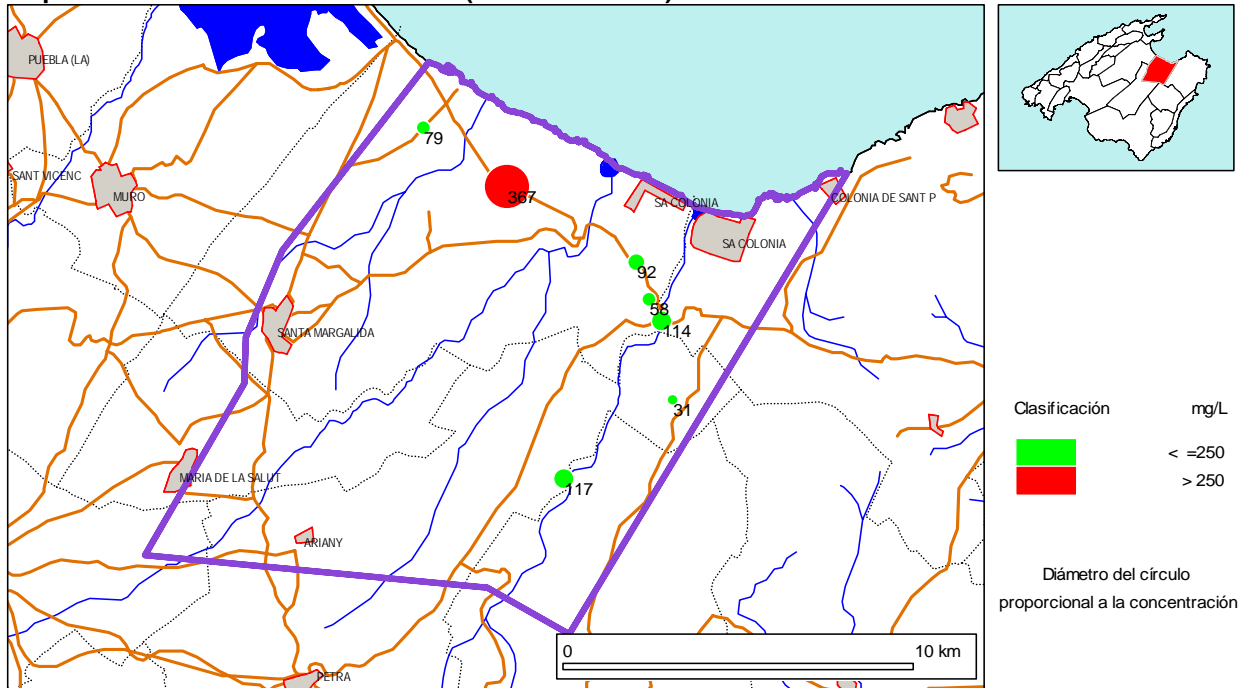 PUEBLA (LA)
79
SANT VICENC
MURO
367
SA COLONIA
COLONIA DE SANT P
SA COLONIA
92
58
114
SANTA MARGALIDA
31
MARIA DE LA SALUT
117
ARIANY
PETRA
0 10 km
Clasificación mg/L
< =250
> 250
Diámetro del círculo
proporcional a la concentración